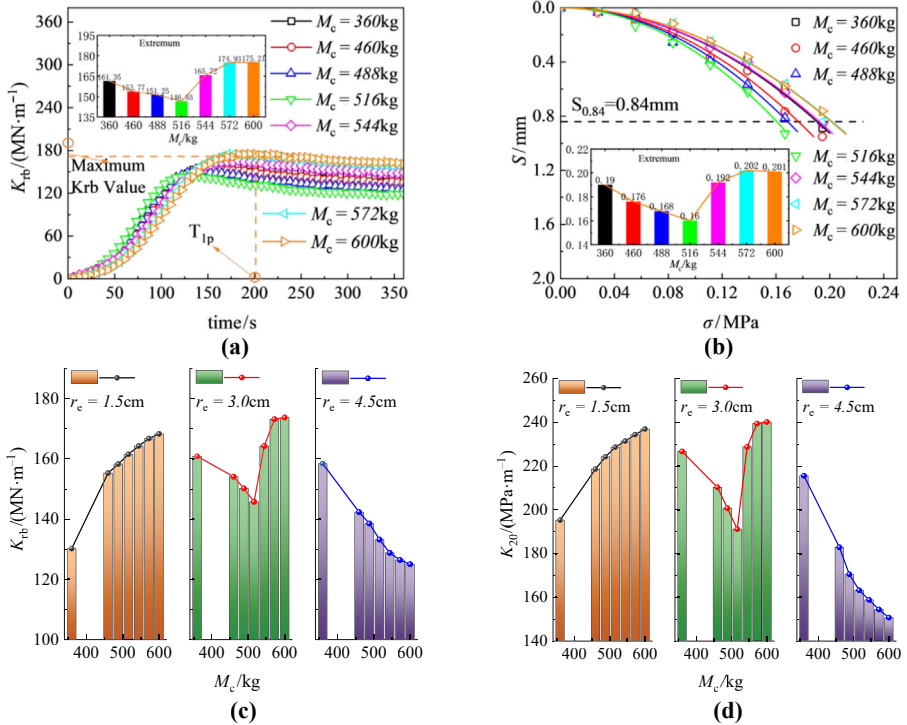 (a)
K_rb/(MN·m⁻¹)
380
360
300
240
180
120
60
0
0 50 100 150 200 250 300 350
time/s
M_c = 360kg
M_c = 460kg
M_c = 488kg
M_c = 516kg
M_c = 544kg
M_c = 572kg
M_c = 600kg
Extremum
195
185
175
165
155
145
135
161.35
153.77
151.25
146.55
165.72
174.93
175.21
360 460 488 516 544 572 600
M_c/kg
Maximum
Krb Value
T_1p
(a)
S/mm
0.0
0.4
0.8
1.2
1.6
2.0
0.00 0.05 0.10 0.15 0.20 0.25
σ/MPa
M_c = 360kg
M_c = 460kg
M_c = 488kg
S_0.84=0.84mm
M_c = 516kg
M_c = 544kg
M_c = 572kg
M_c = 600kg
Extremum
0.22
0.20
0.18
0.16
0.14
0.19
0.176
0.168
0.16
0.192
0.202
0.201
360 460 488 516 544 572 600
M_c/kg
(b)
K_rb/(MN·m⁻¹)
180
160
140
120
100
r_e = 1.5cm
r_e = 3.0cm
r_e = 4.5cm
400 500 600 400 500 600 400 500 600
M_c/kg
(c)
K_20/(MPa·m⁻¹)
260
240
220
200
180
160
140
r_e = 1.5cm
r_e = 3.0cm
r_e = 4.5cm
400 500 600 400 500 600 400 500 600
M_c/kg
(d)